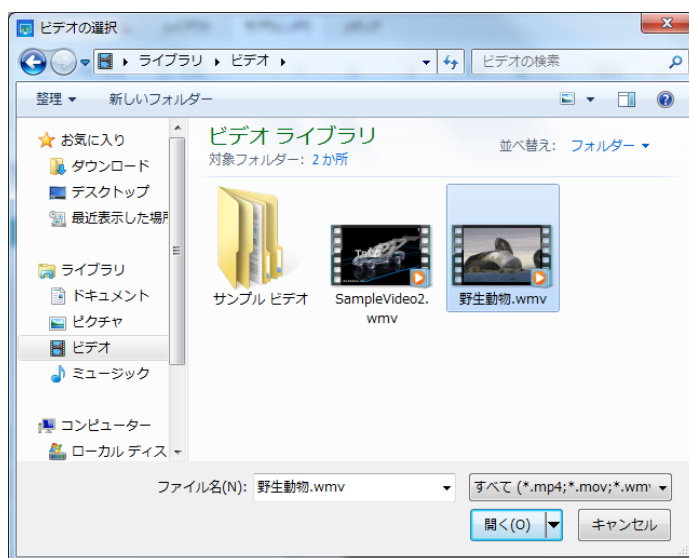 ビデオの選択
ライブラリ ▸ ビデオ ▸
ビデオの検索
整理 ▼ 新しいフォルダー
お気に入り
ダウンロード
デスクトップ
最近表示した場
ライブラリ
ドキュメント
ピクチャ
ビデオ
ミュージック
コンピューター
ローカル ディス
ビデオ ライブラリ
対象フォルダー: 2 か所
並べ替え: フォルダー ▼
サンプル ビデオ
SampleVideo2.
wmv
野生動物.wmv
ファイル名(N): 野生動物.wmv
すべて (*.mp4;*.mov;*.wm
開く(O)
キャンセル